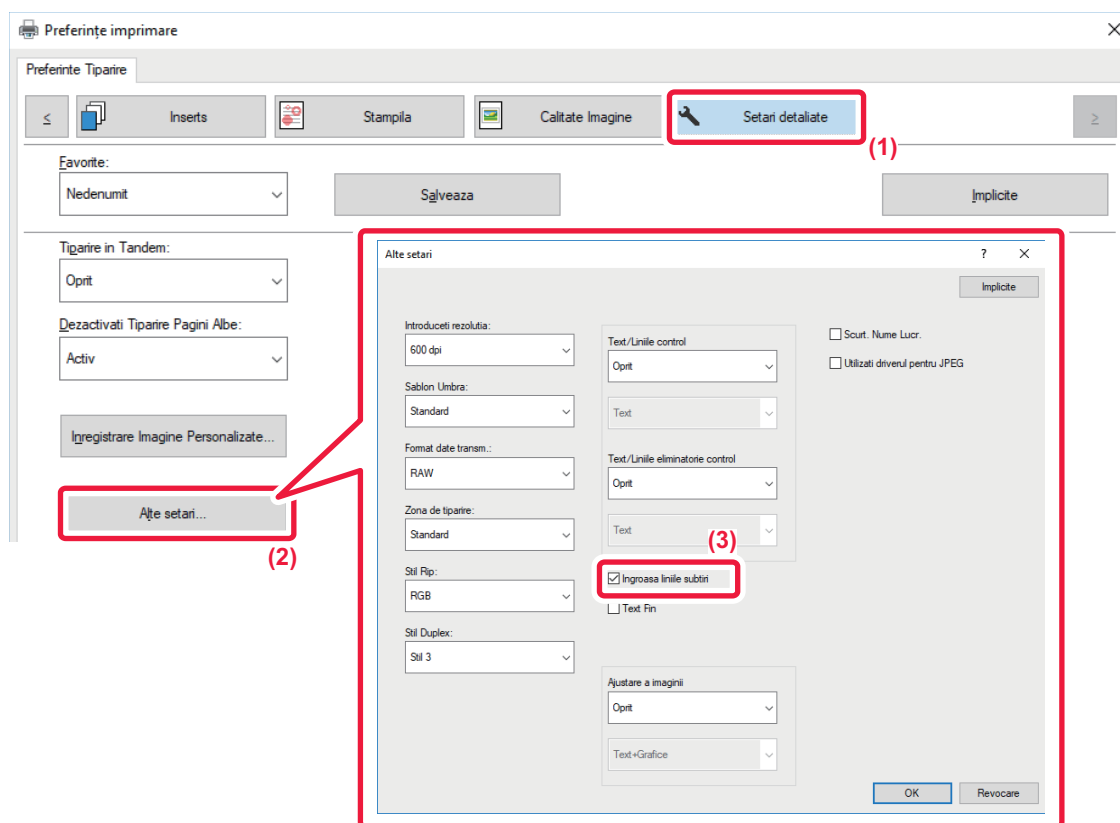 Preferințe imprimare
Preferinte Tiparire
<
Inserts
Stampila
Calitate Imagine
Setari detaliate
>
(1)
Favorite:
Nedenumit
Salveaza
Implicite
Tiparire in Tandem:
Oprit
Dezactivati Tiparire Pagini Albe:
Activ
Inregistrare Imagine Personalizate...
Alte setari...
(2)
Alte setari
?
Implicite
Introduceti rezolutia:
600 dpi
Sablon Umbra:
Standard
Format date transm.:
RAW
Zona de tiparire:
Standard
Stil Rip:
RGB
Stil Duplex:
Stil 3
Text/Liniile control
Oprit
Text
Text/Liniile eliminatorie control
Oprit
Text
(3)
Ingroasa liniile subtiri
Text Fin
Ajustare a imaginii
Oprit
Text+Grafice
Scurt. Nume Lucr.
Utilizati driverul pentru JPEG
OK
Revocare